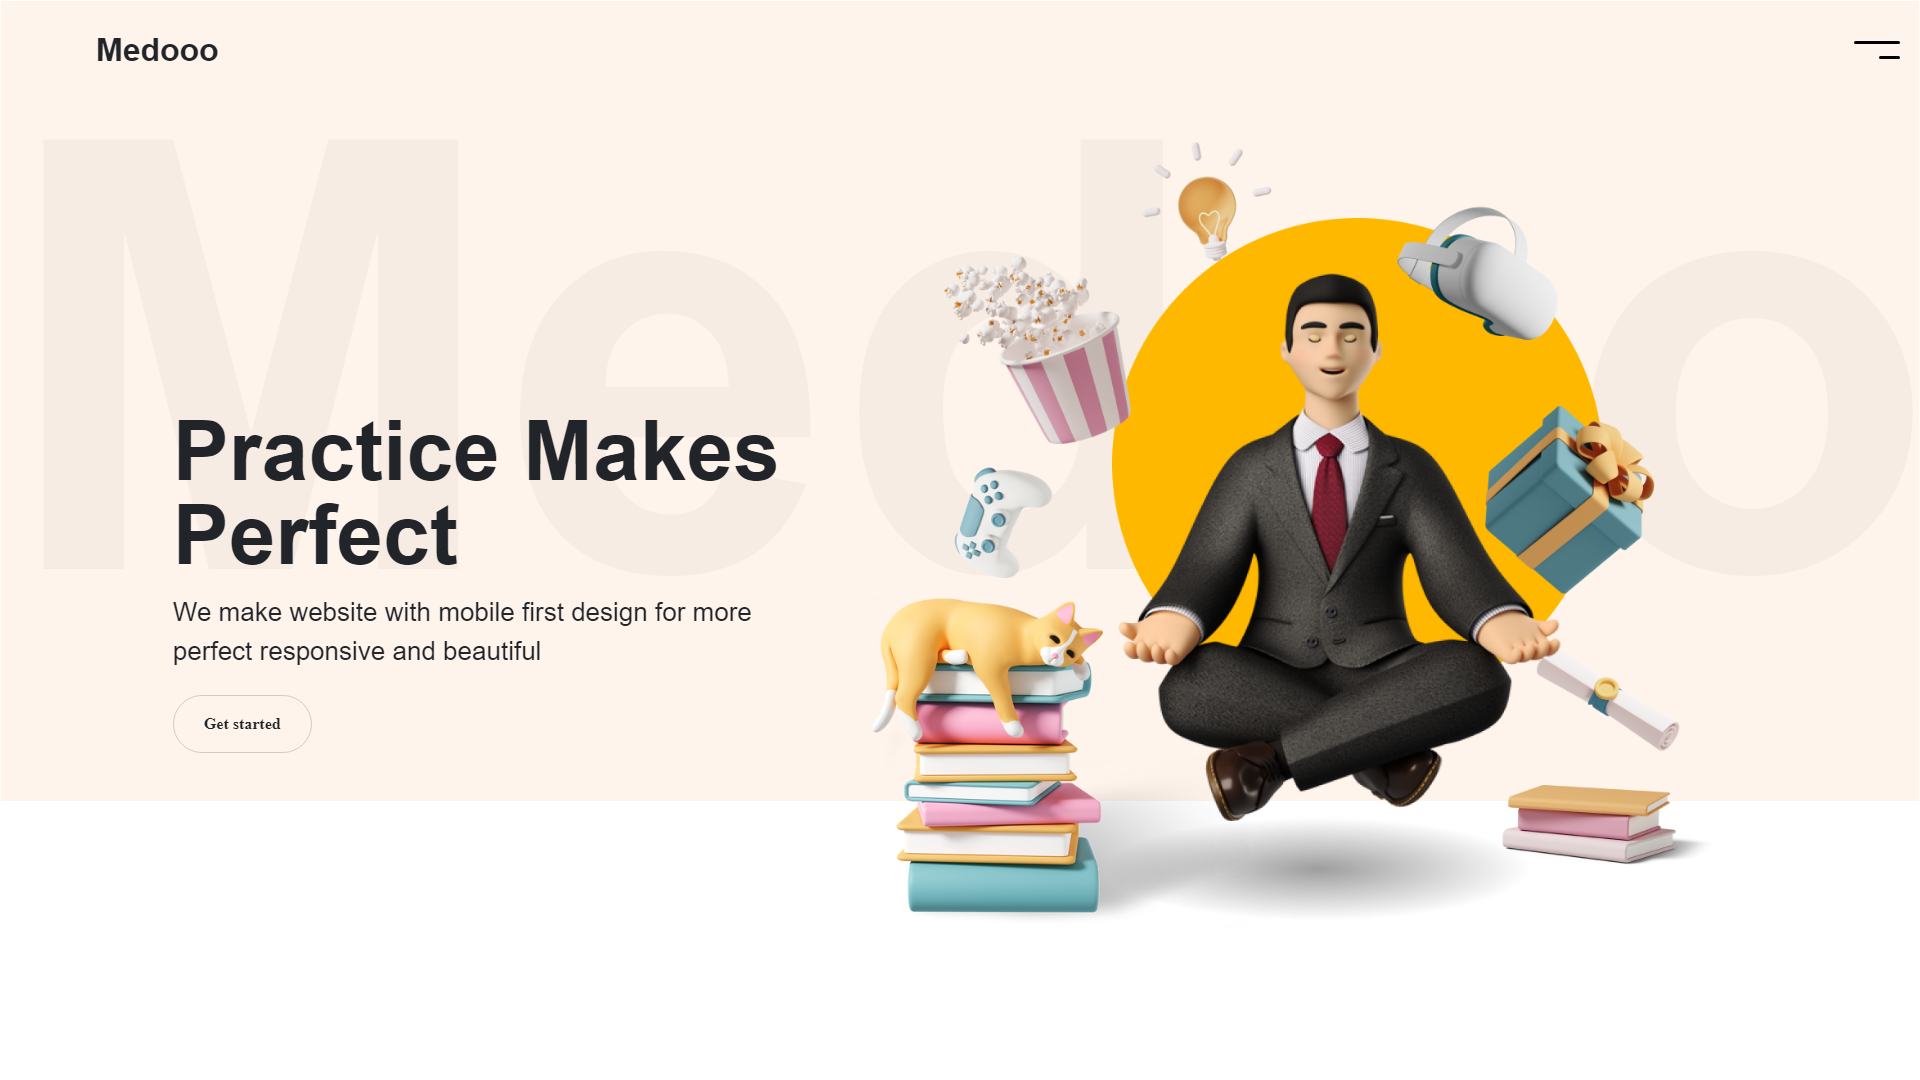 Medooo
Medooo
Practice Makes
Perfect
We make website with mobile first design for more
perfect responsive and beautiful
Get started